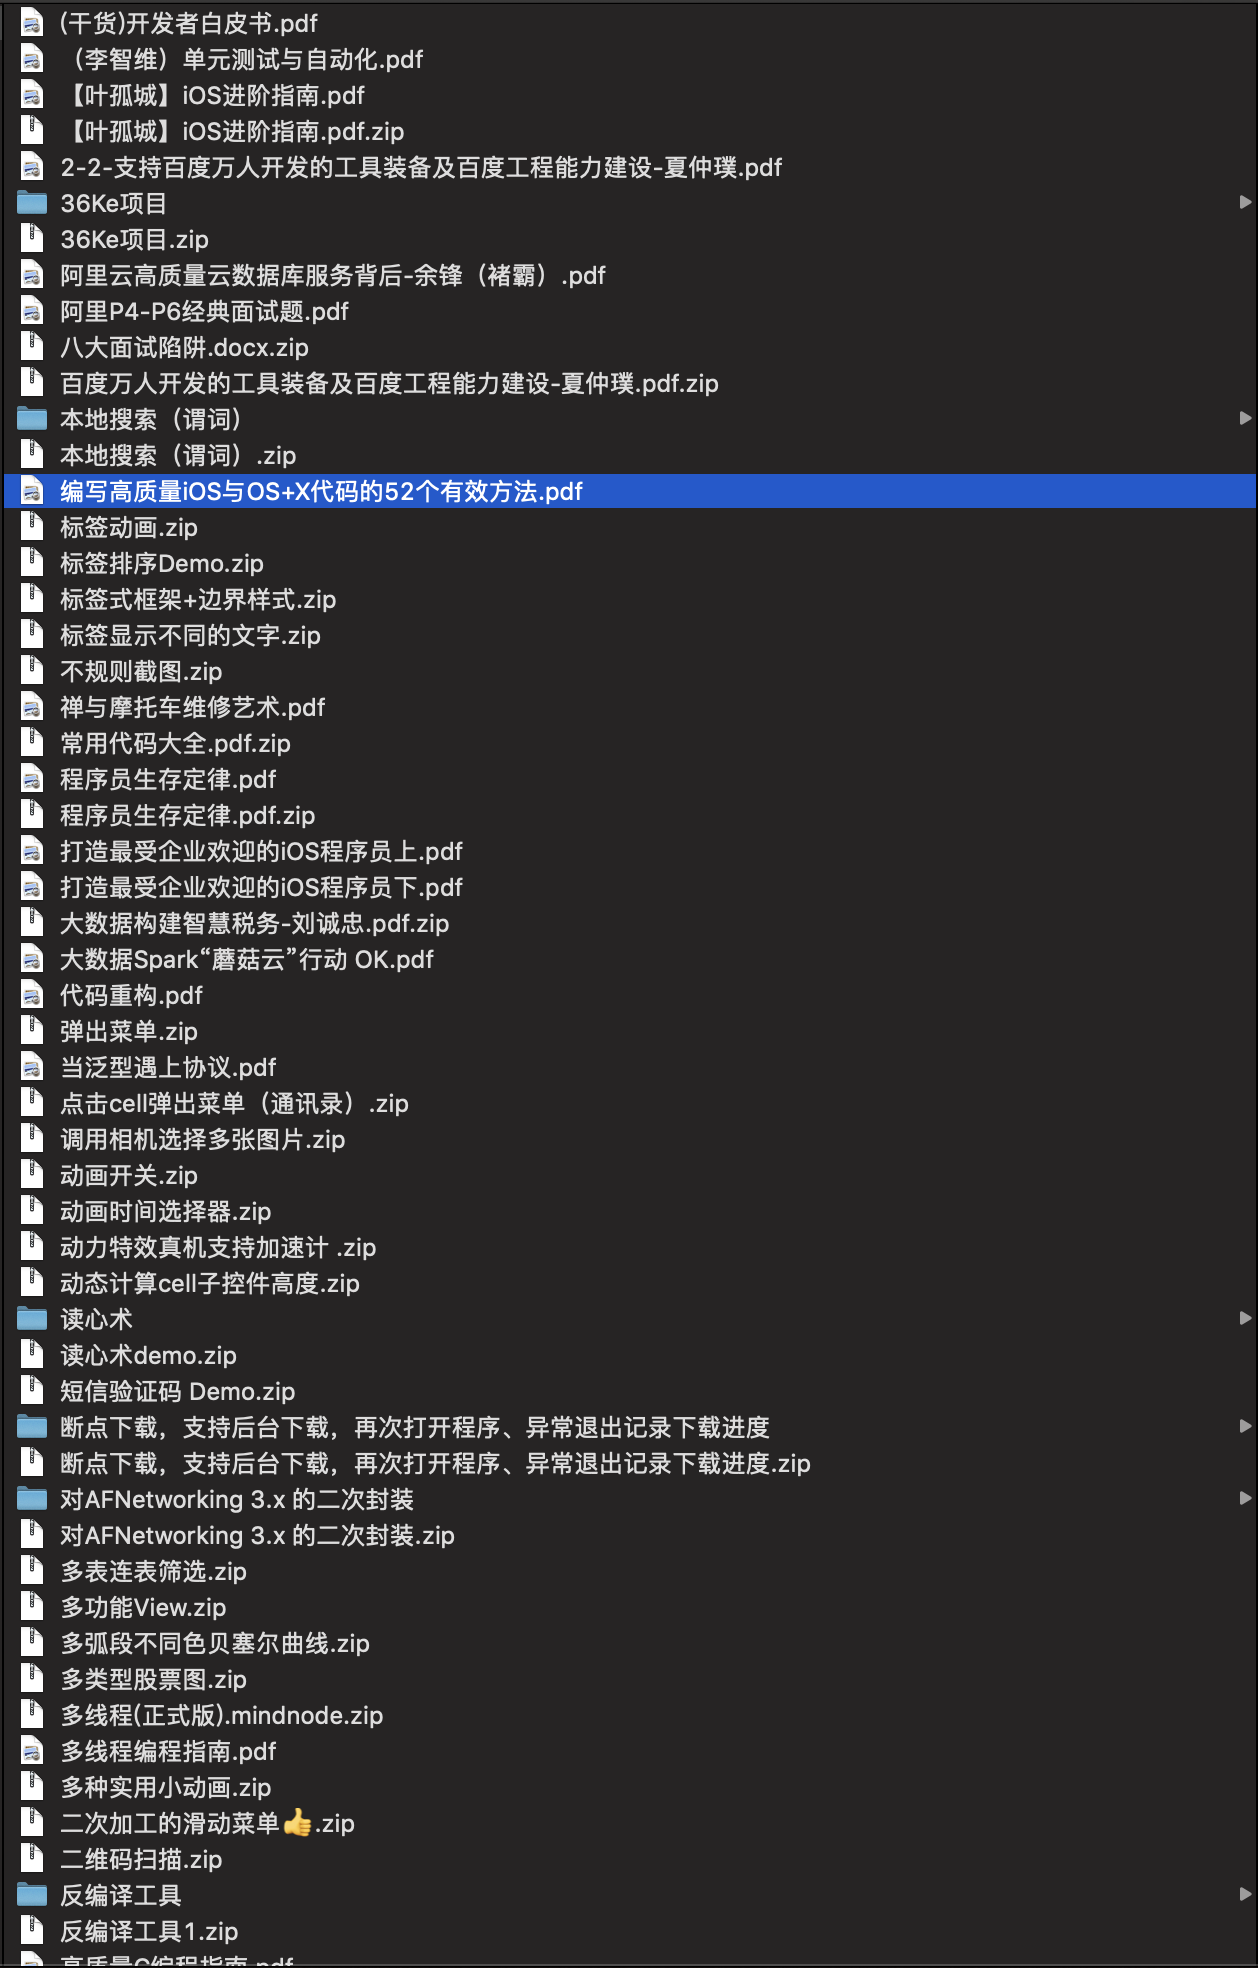 (干货)开发者白皮书.pdf
（李智维）单元测试与自动化.pdf
【叶孤城】iOS进阶指南.pdf
【叶孤城】iOS进阶指南.pdf.zip
2-2-支持百度万人开发的工具装备及百度工程能力建设-夏仲璞.pdf
36Ke项目
36Ke项目.zip
阿里云高质量云数据库服务背后-余锋（褚霸）.pdf
阿里P4-P6经典面试题.pdf
八大面试陷阱.docx.zip
百度万人开发的工具装备及百度工程能力建设-夏仲璞.pdf.zip
本地搜索（谓词）
本地搜索（谓词）.zip
编写高质量iOS与OS+X代码的52个有效方法.pdf
标签动画.zip
标签排序Demo.zip
标签式框架+边界样式.zip
标签显示不同的文字.zip
不规则截图.zip
禅与摩托车维修艺术.pdf
常用代码大全.pdf.zip
程序员生存定律.pdf
程序员生存定律.pdf.zip
打造最受企业欢迎的iOS程序员上.pdf
打造最受企业欢迎的iOS程序员下.pdf
大数据构建智慧税务-刘诚忠.pdf.zip
大数据Spark“蘑菇云”行动 OK.pdf
代码重构.pdf
弹出菜单.zip
当泛型遇上协议.pdf
点击cell弹出菜单（通讯录）.zip
调用相机选择多张图片.zip
动画开关.zip
动画时间选择器.zip
动力特效真机支持加速计 .zip
动态计算cell子控件高度.zip
读心术
读心术demo.zip
短信验证码 Demo.zip
断点下载，支持后台下载，再次打开程序、异常退出记录下载进度
断点下载，支持后台下载，再次打开程序、异常退出记录下载进度.zip
对AFNetworking 3.x 的二次封装
对AFNetworking 3.x 的二次封装.zip
多表连表筛选.zip
多功能View.zip
多弧段不同色贝塞尔曲线.zip
多类型股票图.zip
多线程(正式版).mindnode.zip
多线程编程指南.pdf
多种实用小动画.zip
二次加工的滑动菜单👍.zip
二维码扫描.zip
反编译工具
反编译工具1.zip
高质量C编程指南.pdf